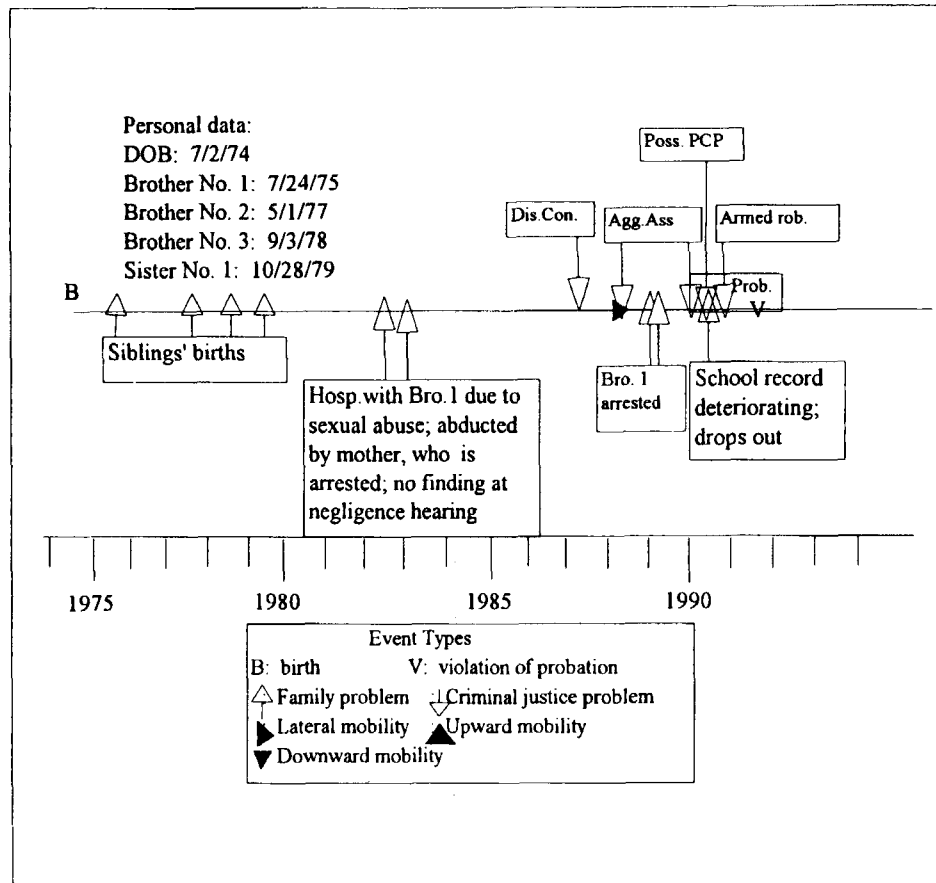 Personal data:
DOB: 7/2/74
Brother No. 1: 7/24/75
Brother No. 2: 5/1/77
Brother No. 3: 9/3/78
Sister No. 1: 10/28/79
Poss. PCP
Dis.Con.
Agg.Ass
Armed rob.
Prob.
B
V
Siblings' births
Hosp.with Bro.1 due to
sexual abuse; abducted
by mother, who is
arrested; no finding at
negligence hearing
Bro. 1
arrested
School record
deteriorating;
drops out
1975 1980 1985 1990
Event Types
B: birth V: violation of probation
Family problem Criminal justice problem
Lateral mobility Upward mobility
Downward mobility